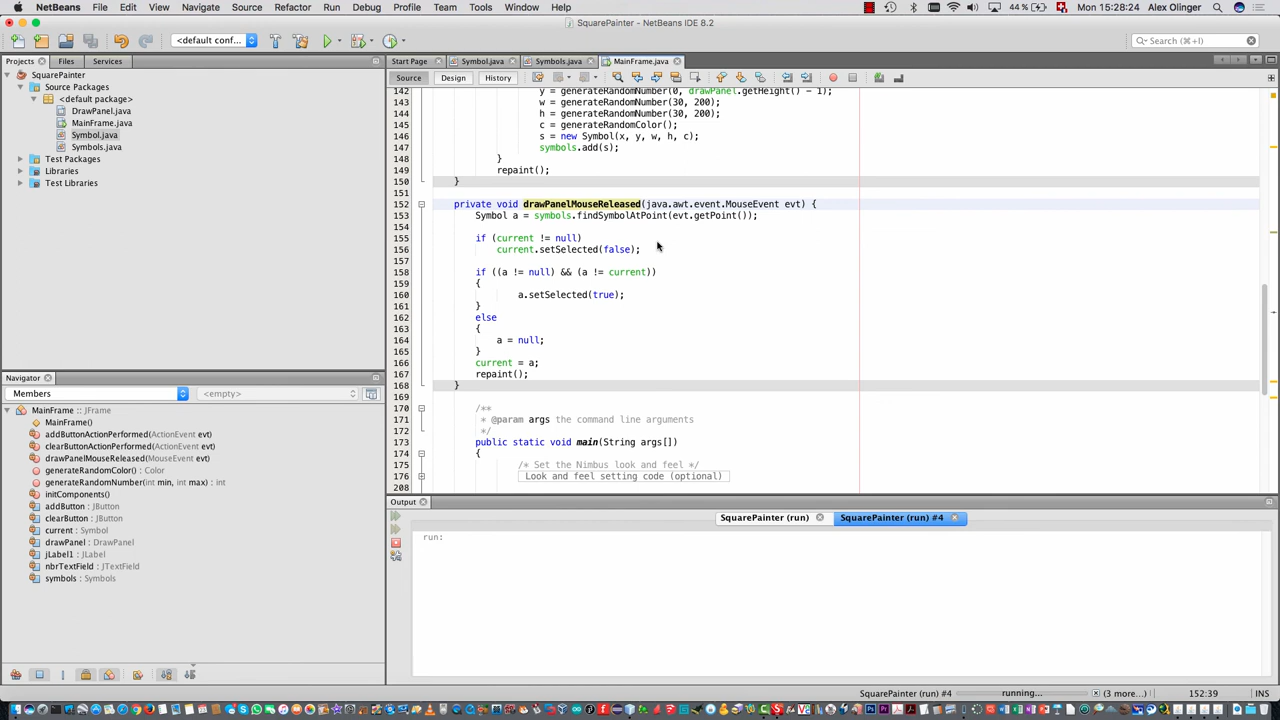 NetBeans File Edit View Navigate Source Refactor Run Debug Profile Team Tools Window Help 44 % Mon 15:28:24 Alex Olinger
SquarePainter - NetBeans IDE 8.2
<default conf... Search (⌘+I)
Projects Files Services
Start Page Symbol.java Symbols.java MainFrame.java
Source Design History
SquarePainter
Source Packages
<default package>
DrawPanel.java
MainFrame.java
Symbol.java
Symbols.java
Test Packages
Libraries
Test Libraries
142 y = generateRandomNumber(0, drawPanel.getHeight() - 1);
143 w = generateRandomNumber(30, 200);
144 h = generateRandomNumber(30, 200);
145 c = generateRandomColor();
146 s = new Symbol(x, y, w, h, c);
147 symbols.add(s);
148 }
149 repaint();
150 }
151
152 private void drawPanelMouseReleased(java.awt.event.MouseEvent evt) {
153 Symbol a = symbols.findSymbolAtPoint(evt.getPoint());
154
155 if (current != null)
156 current.setSelected(false);
157
158 if ((a != null) && (a != current))
159 {
160 a.setSelected(true);
161 }
162 else
163 {
164 a = null;
165 }
166 current = a;
167 repaint();
168 }
169
170 /**
171 * @param args the command line arguments
172 */
173 public static void main(String args[])
174 {
175 /* Set the Nimbus look and feel */
176 Look and feel setting code (optional)
208
Navigator
Members <empty>
MainFrame :: JFrame
MainFrame()
addButtonActionPerformed(ActionEvent evt)
clearButtonActionPerformed(ActionEvent evt)
drawPanelMouseReleased(MouseEvent evt)
generateRandomColor() : Color
generateRandomNumber(int min, int max) : int
initComponents()
addButton : JButton
clearButton : JButton
current : Symbol
drawPanel : DrawPanel
jLabel1 : JLabel
nbrTextField : JTextField
symbols : Symbols
Output
SquarePainter (run) SquarePainter (run) #4
run:
SquarePainter (run) #4 running... (3 more...) 152:39 INS